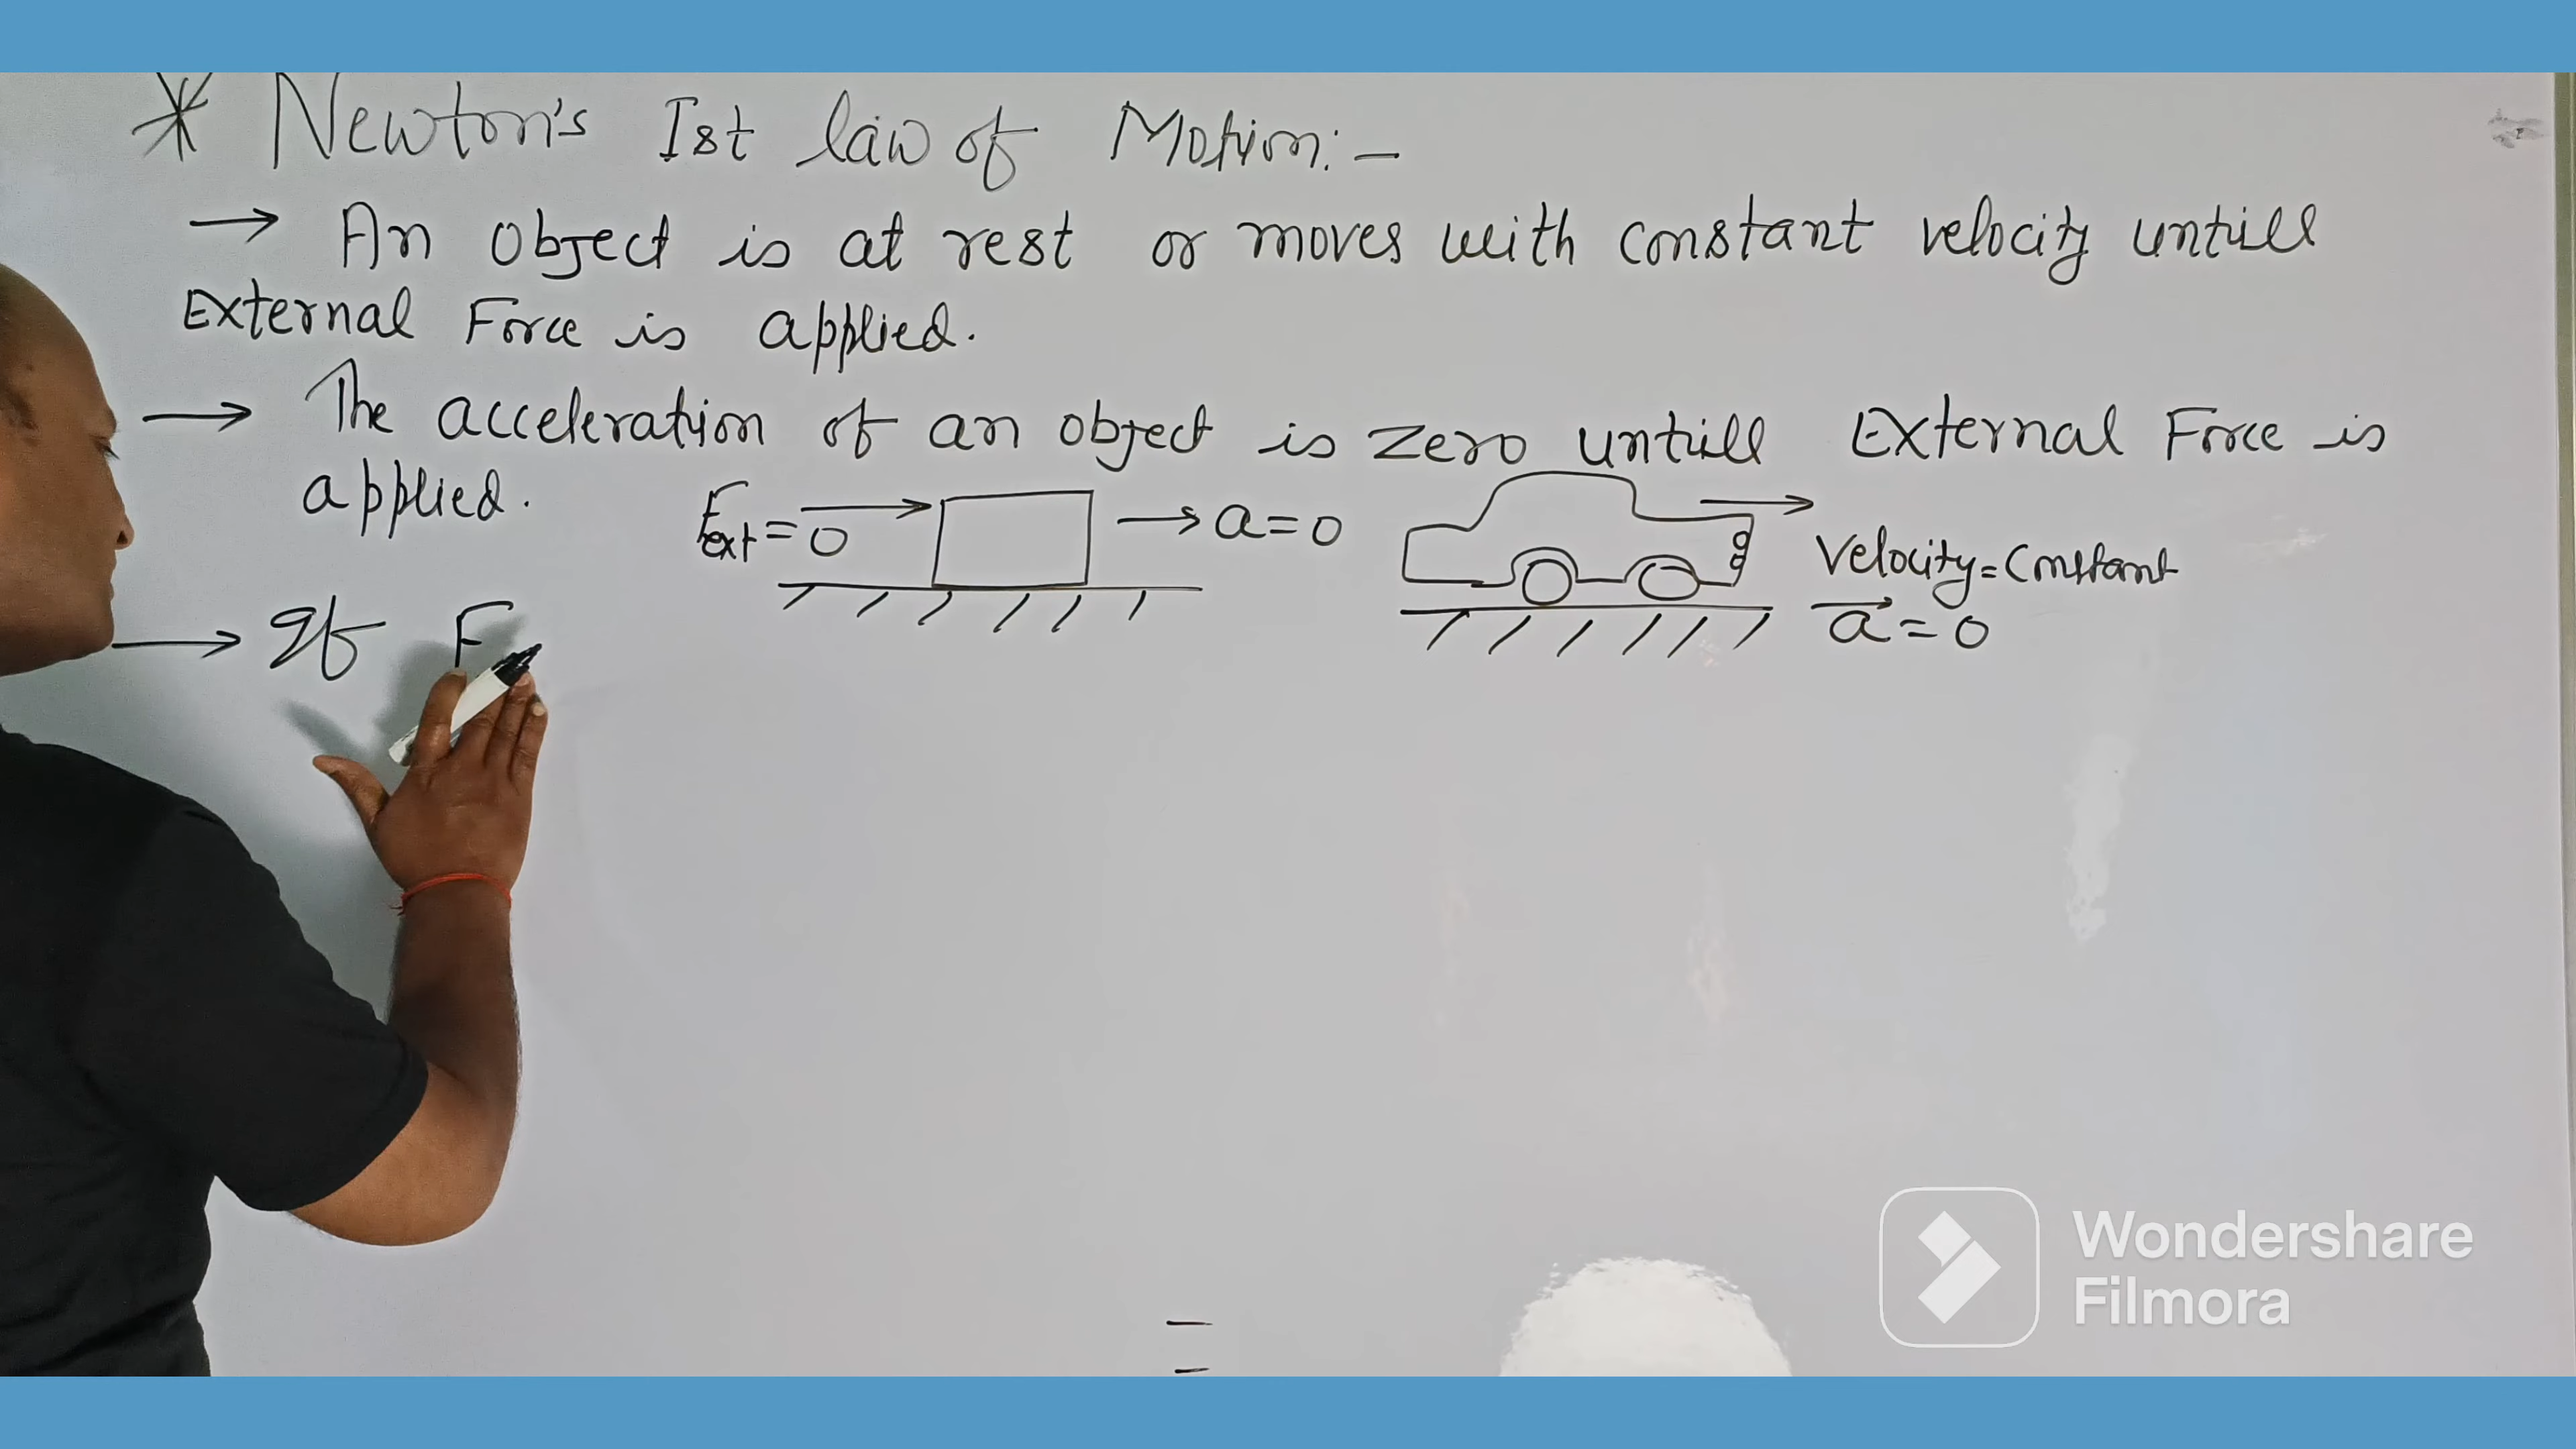 * Newton's Ist law of Motion:-
→ An object is at rest or moves with constant velocity untill
External Force is applied.
→ The acceleration of an object is zero untill External Force is
applied.
Fext = 0 → a = 0
Velocity = Constant
a = 0
→ If F
Wondershare
Filmora